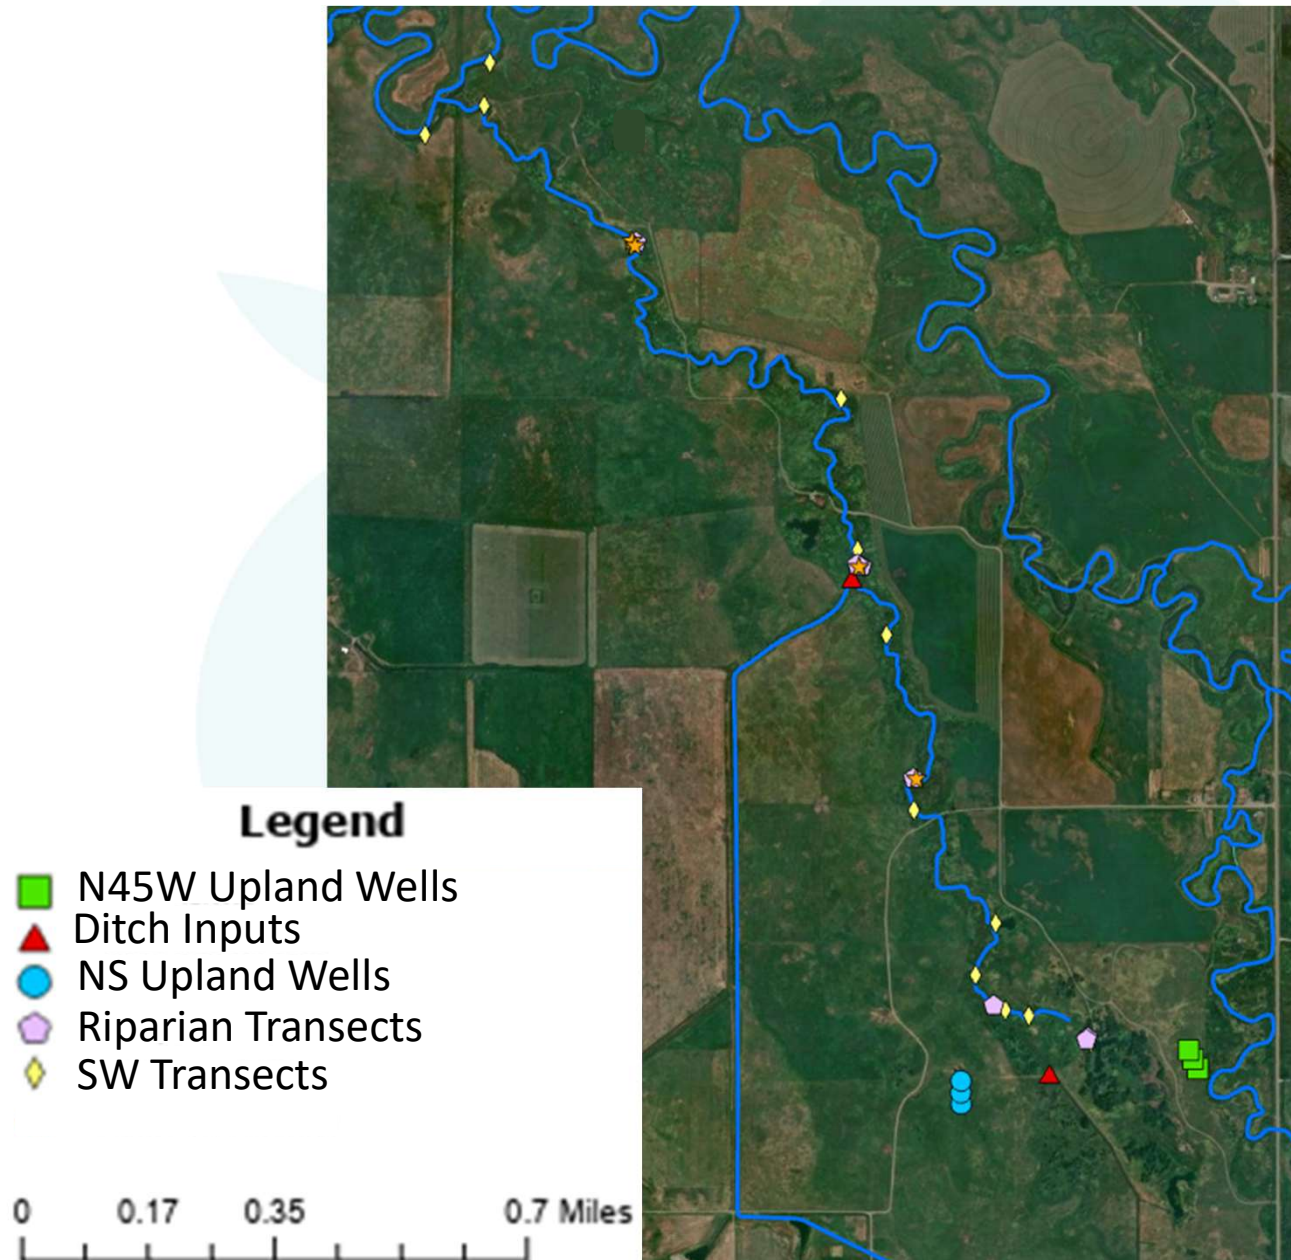 Legend
N45W Upland Wells
Ditch Inputs
NS Upland Wells
Riparian Transects
SW Transects
0 0.17 0.35 0.7 Miles